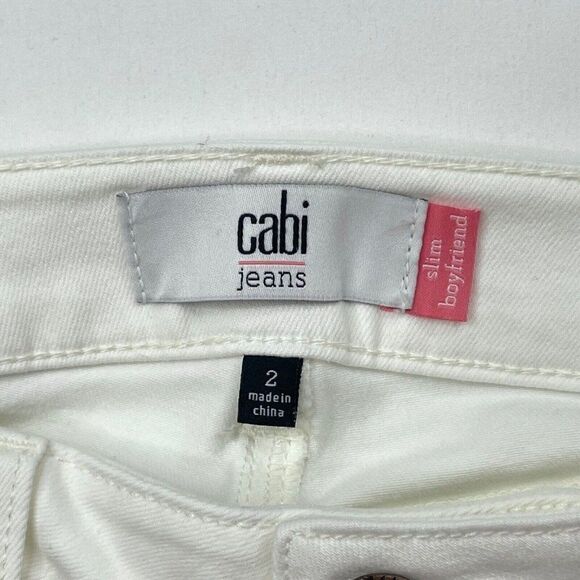 cabi
jeans
slim
boyfriend
2
made in
china